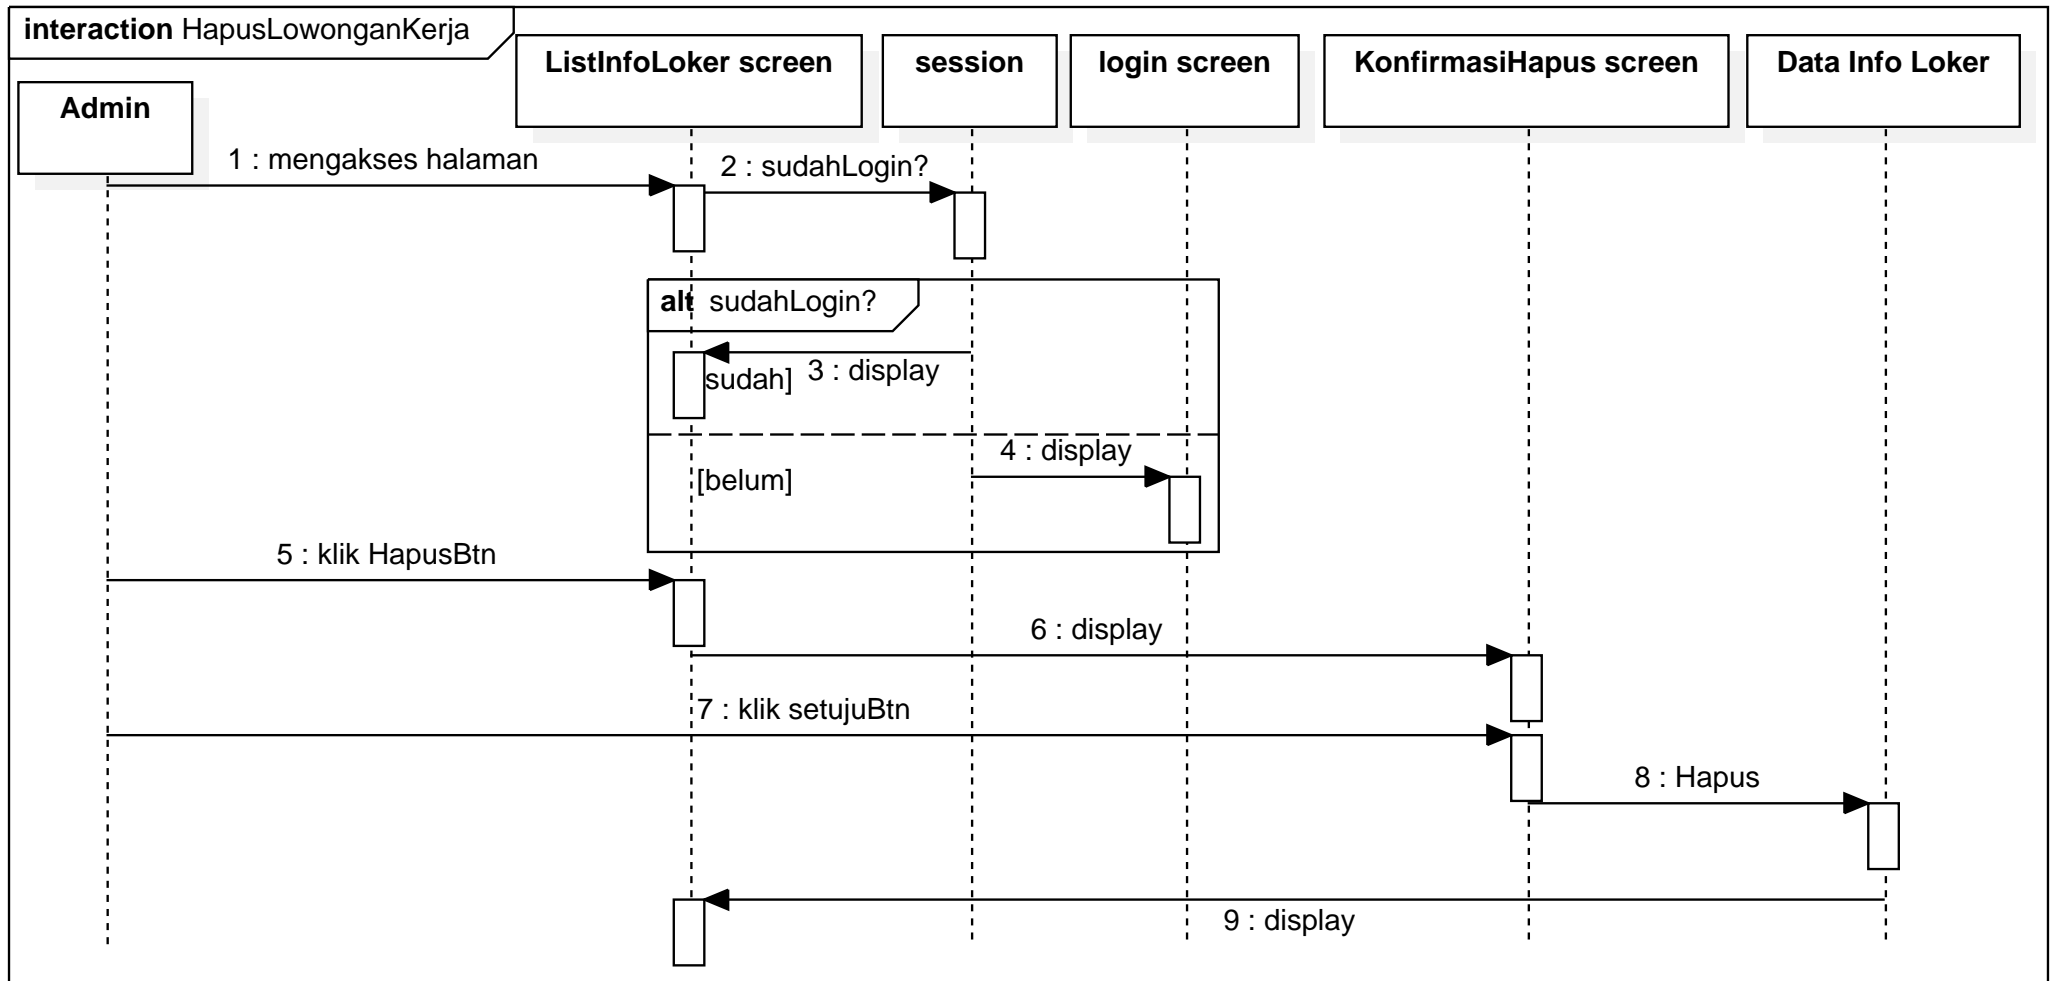 interaction HapusLowonganKerja
ListInfoLoker screen
session
login screen
KonfirmasiHapus screen
Data Info Loker
Admin
1 : mengakses halaman
2 : sudahLogin?
alt sudahLogin?
sudah]
3 : display
4 : display
[belum]
5 : klik HapusBtn
6 : display
7 : klik setujuBtn
8 : Hapus
9 : display